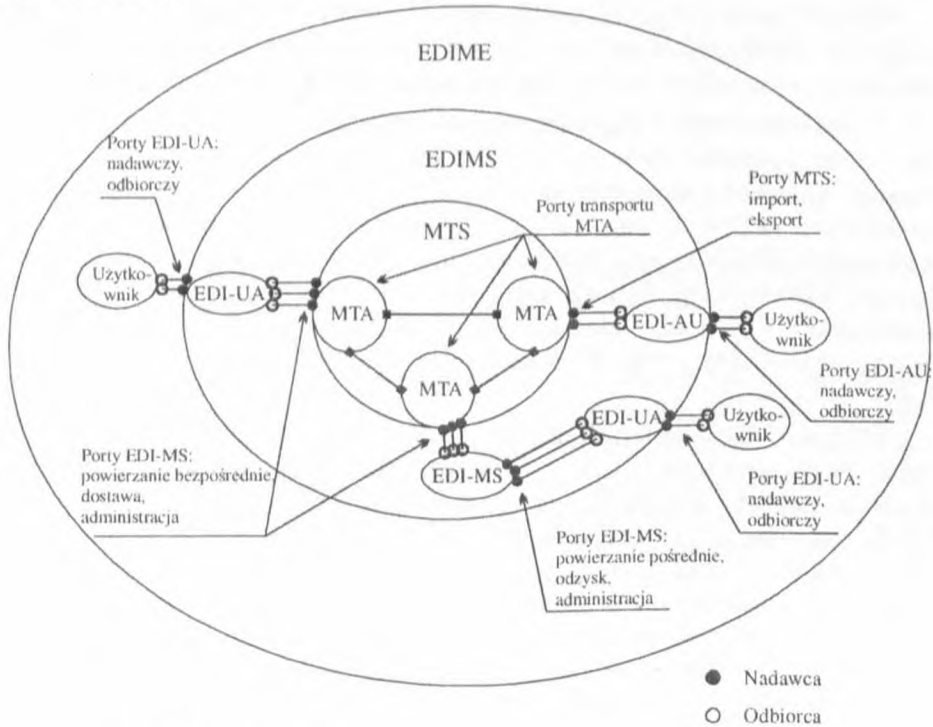 EDIME
Porty EDI-UA:
nadawczy,
odbiorczy
EDIMS
Porty MTS:
import,
eksport
Porty transportu
MTA
MTS
Użytko-
wnik
EDI-UA
MTA
MTA
EDI-AU
Użytko-
wnik
MTA
Porty EDI-AU:
nadawczy,
odbiorczy
EDI-UA
Użytko-
wnik
Porty EDI-MS:
powierzanie bezpośrednie,
dostawa,
administracja
EDI-MS
Porty EDI-UA:
nadawczy,
odbiorczy
Porty EDI-MS:
powierzanie pośrednie,
odzysk,
administracja
Nadawca
Odbiorca